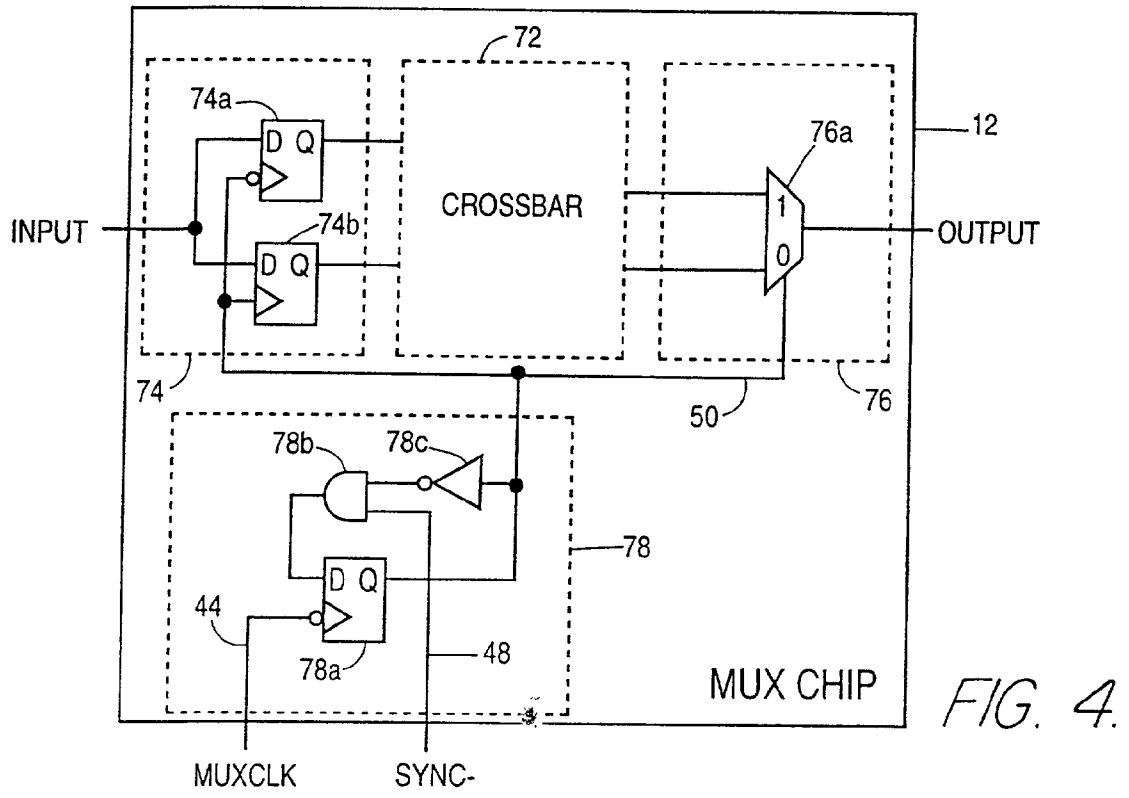 72
74a
D Q
76a
12
CROSSBAR
1
INPUT
74b
OUTPUT
D Q
0
74
50
76
78b
78c
78
D Q
44
78a
48
MUX CHIP
FIG. 4.
MUXCLK
SYNC-